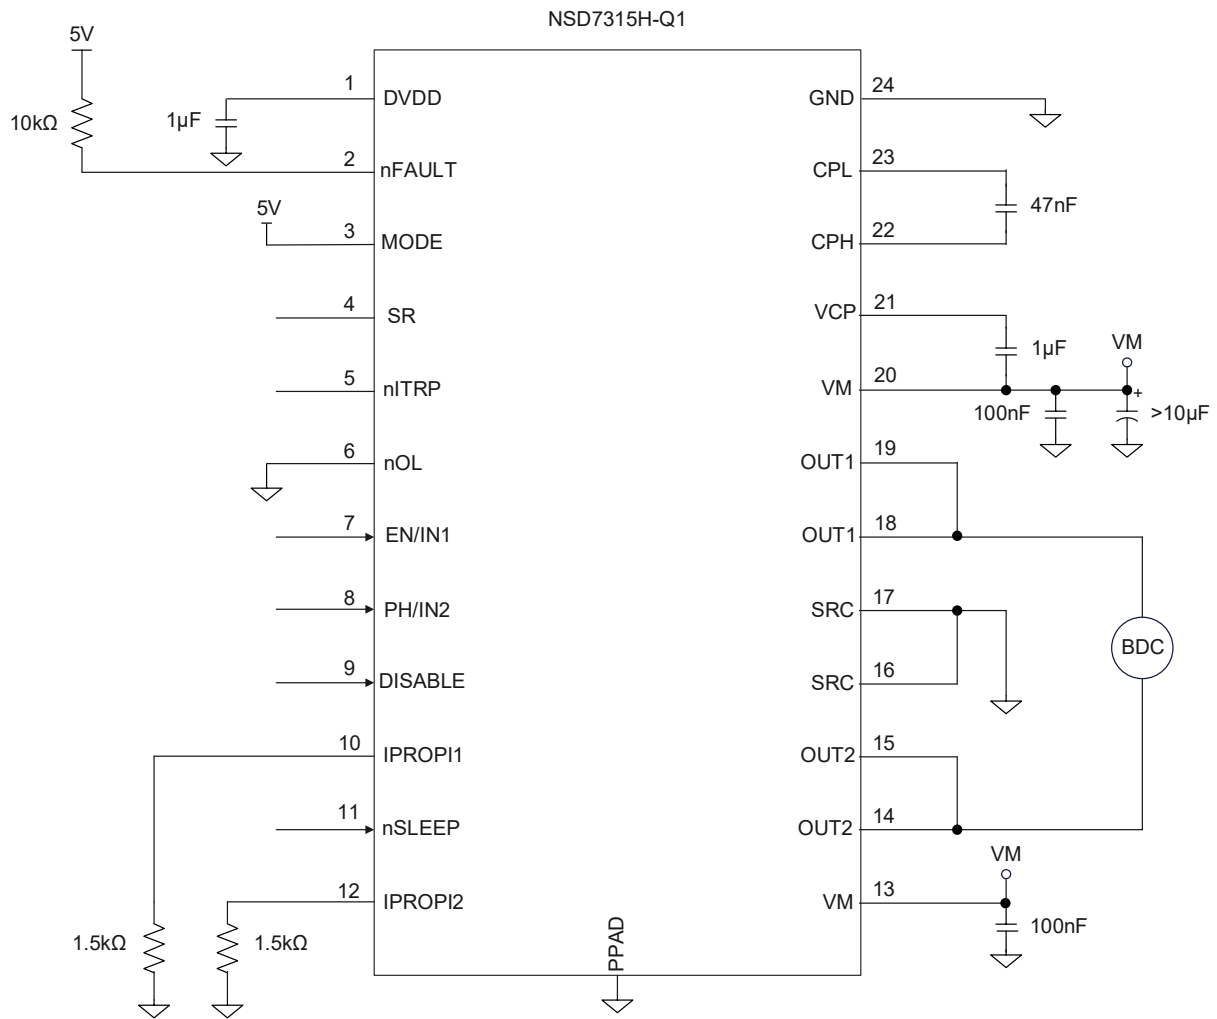 NSD7315H-Q1
5V
10kΩ
1µF
5V
1 DVDD
2 nFAULT
3 MODE
4 SR
5 nITRP
6 nOL
7 EN/IN1
8 PH/IN2
9 DISABLE
10 IPROPI1
11 nSLEEP
12 IPROPI2
1.5kΩ
1.5kΩ
PPAD
GND 24
CPL 23
47nF
CPH 22
VCP 21
1µF
VM
VM 20
100nF
+
>10µF
OUT1 19
OUT1 18
SRC 17
BDC
SRC 16
OUT2 15
OUT2 14
VM
VM 13
100nF